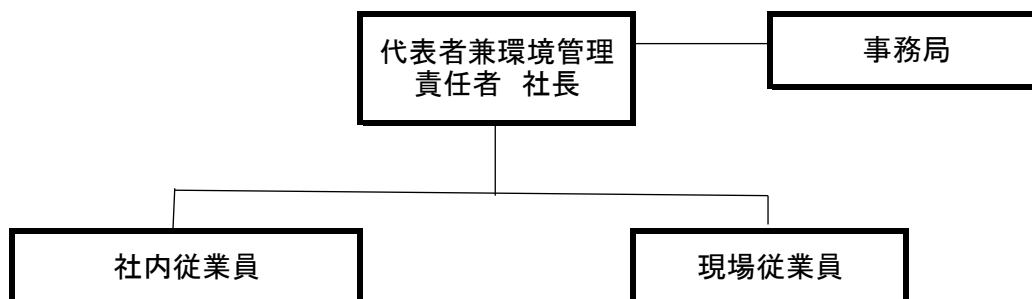 代表者兼環境管理
責任者　社長
事務局
社内従業員
現場従業員